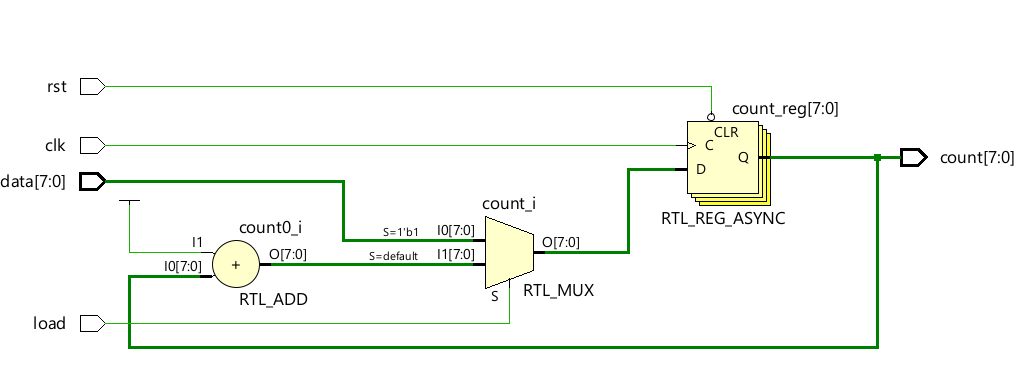 rst
count_reg[7:0]
CLR
clk
C
Q
count[7:0]
D
data[7:0]
RTL_REG_ASYNC
count_i
count0_i
S=1'b1
I0[7:0]
O[7:0]
I1
O[7:0]
S=default
I1[7:0]
+
I0[7:0]
RTL_MUX
S
RTL_ADD
load